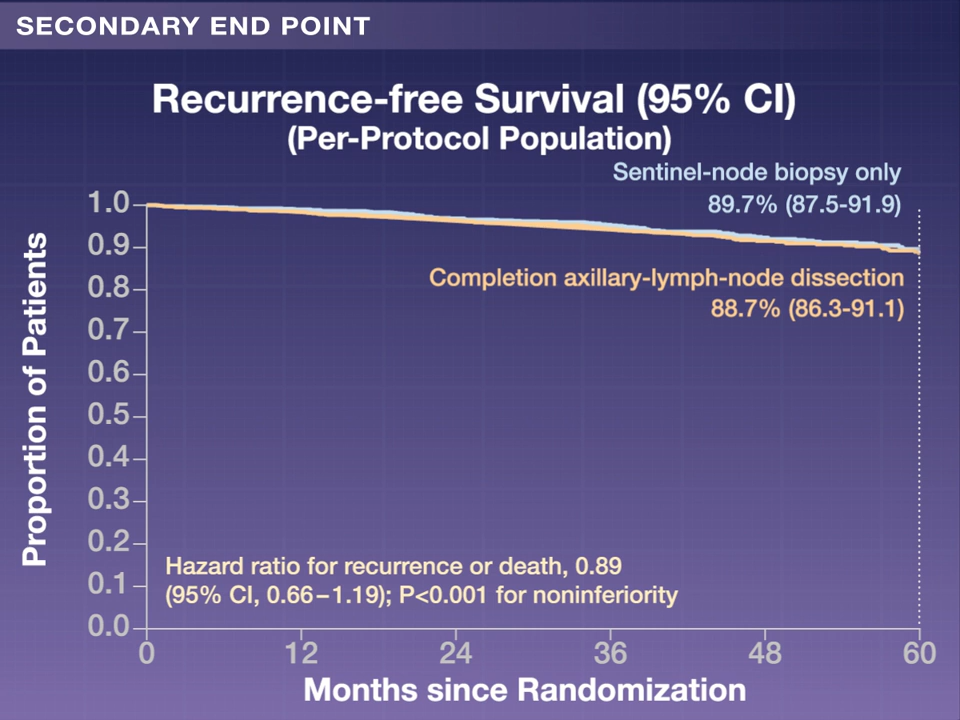 SECONDARY END POINT
Recurrence-free Survival (95% CI)
(Per-Protocol Population)
Sentinel-node biopsy only
89.7% (87.5-91.9)
Completion axillary-lymph-node dissection
88.7% (86.3-91.1)
Proportion of Patients
1.0
0.9
0.8
0.7
0.6
0.5
0.4
0.3
0.2
0.1
0.0
Hazard ratio for recurrence or death, 0.89
(95% CI, 0.66–1.19); P<0.001 for noninferiority
0 12 24 36 48 60
Months since Randomization